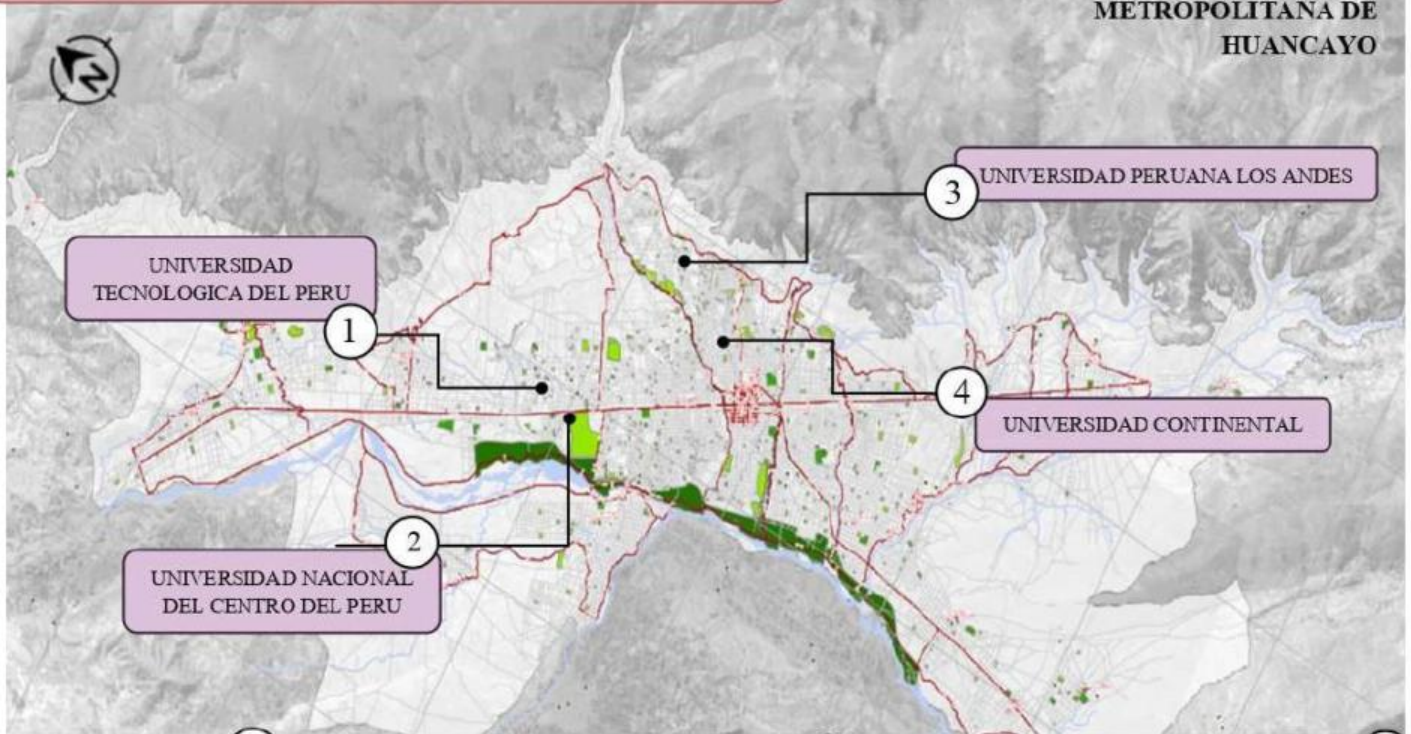 METROPOLITANA DE
HUANCAYO
N
3
UNIVERSIDAD PERUANA LOS ANDES
UNIVERSIDAD
TECNOLOGICA DEL PERU
1
4
UNIVERSIDAD CONTINENTAL
2
UNIVERSIDAD NACIONAL
DEL CENTRO DEL PERU